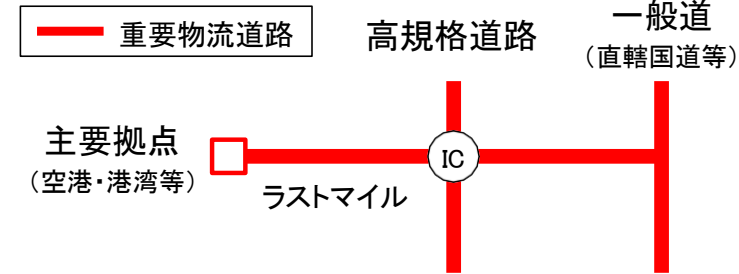 重要物流道路
高規格道路
一般道
（直轄国道等）
主要拠点
（空港・港湾等）
IC
ラストマイル